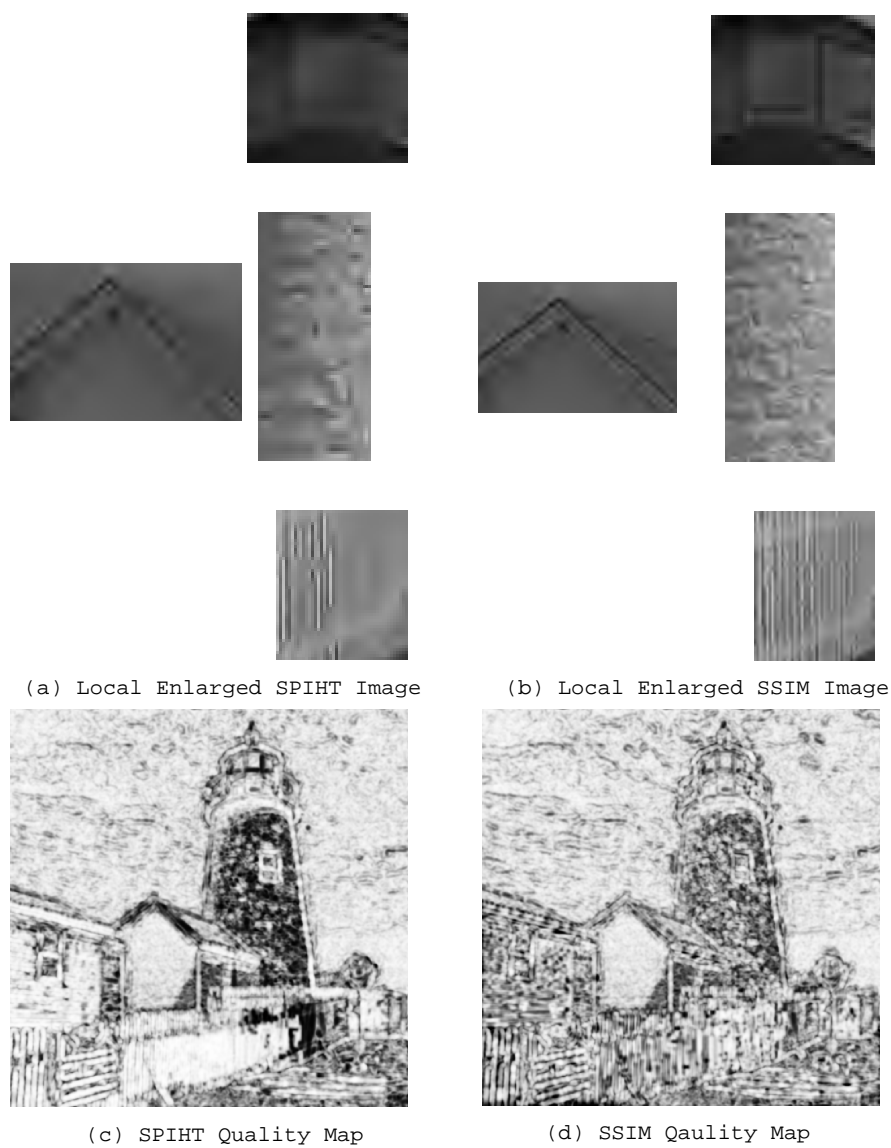 (a) Local Enlarged SPIHT Image
(b) Local Enlarged SSIM Image
(c) SPIHT Quality Map
(d) SSIM Qaulity Map